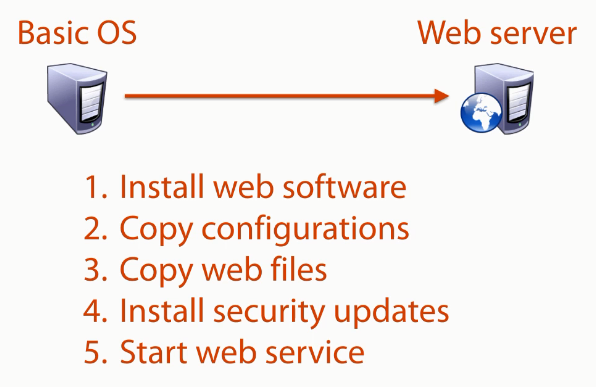 Basic OS
Web server
1. Install web software
2. Copy configurations
3. Copy web files
4. Install security updates
5. Start web service